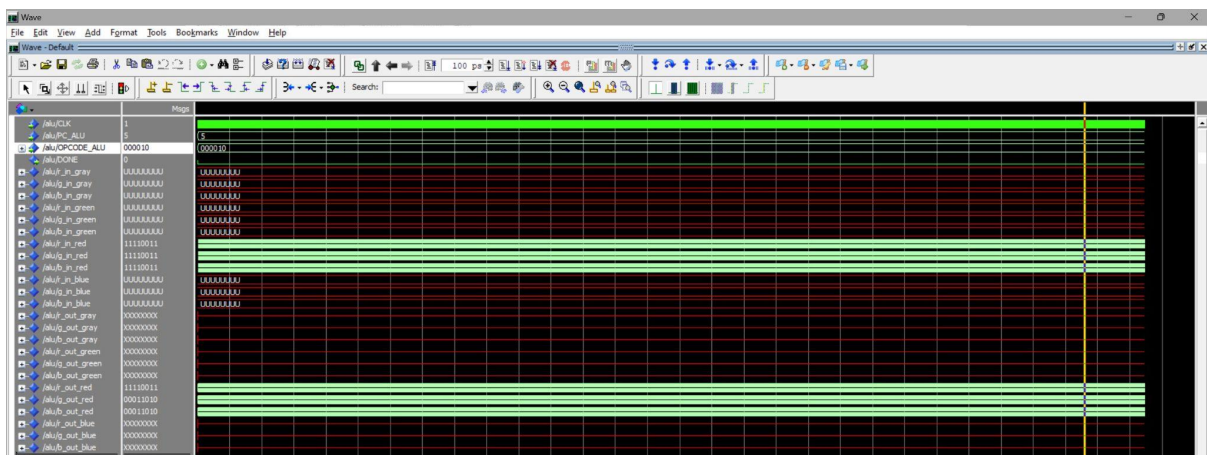 Wave
File Edit View Add Format Tools Bookmarks Window Help
Wave - Default
100 ps
Search:
Msgs
/alu/CLK 1
/alu/PC_ALU 5 5
/alu/OPCODE_ALU 000010 000010
/alu/DONE 0
/alu/r_in_gray UUUUUUUU UUUUUUUU
/alu/g_in_gray UUUUUUUU UUUUUUUU
/alu/b_in_gray UUUUUUUU UUUUUUUU
/alu/r_in_green UUUUUUUU UUUUUUUU
/alu/g_in_green UUUUUUUU UUUUUUUU
/alu/b_in_green UUUUUUUU UUUUUUUU
/alu/r_in_red 11110011
/alu/g_in_red 11110011
/alu/b_in_red 11110011
/alu/r_in_blue UUUUUUUU UUUUUUUU
/alu/g_in_blue UUUUUUUU UUUUUUUU
/alu/b_in_blue UUUUUUUU UUUUUUUU
/alu/r_out_gray XXXXXXXX
/alu/g_out_gray XXXXXXXX
/alu/b_out_gray XXXXXXXX
/alu/r_out_green XXXXXXXX
/alu/g_out_green XXXXXXXX
/alu/b_out_green XXXXXXXX
/alu/r_out_red 11110011
/alu/g_out_red 00011010
/alu/b_out_red 00011010
/alu/r_out_blue XXXXXXXX
/alu/g_out_blue XXXXXXXX
/alu/b_out_blue XXXXXXXX